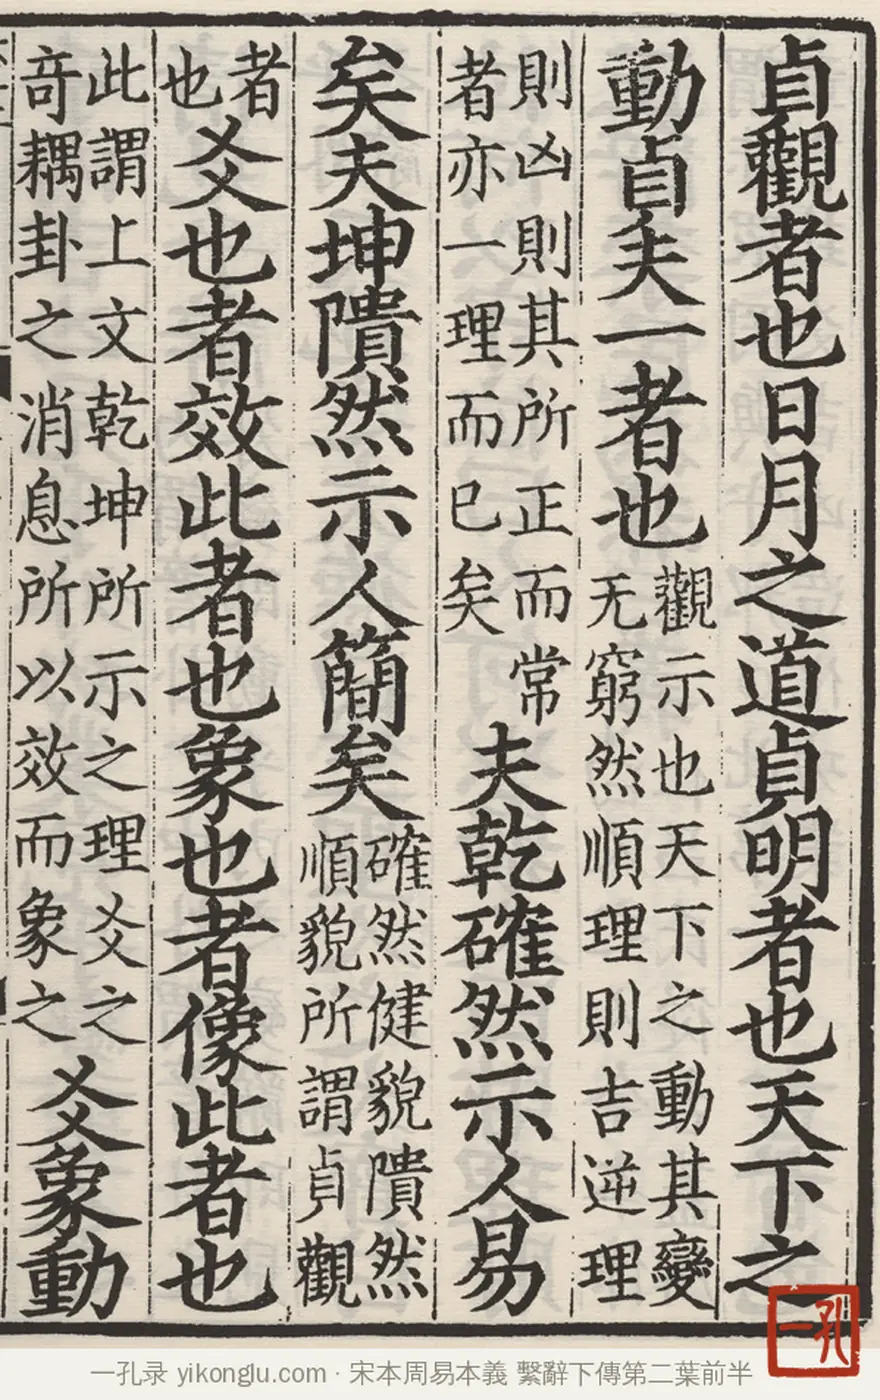 貞觀者也日月之道貞明者也天下之
動貞夫一者也觀示也天下之動其變无窮然順理則吉逆理
則凶則其所正而常者亦一理而已矣夫乾確然示人易
矣夫坤隤然示人簡矣確然健貌隤然順貌所謂貞觀
者也爻也者效此者也象也者像此者也
此謂上文乾坤所示之理爻之奇耦卦之消息所以效而象之爻象動
一孔
一孔录 yikonglu.com · 宋本周易本義 繫辭下傳第二葉前半